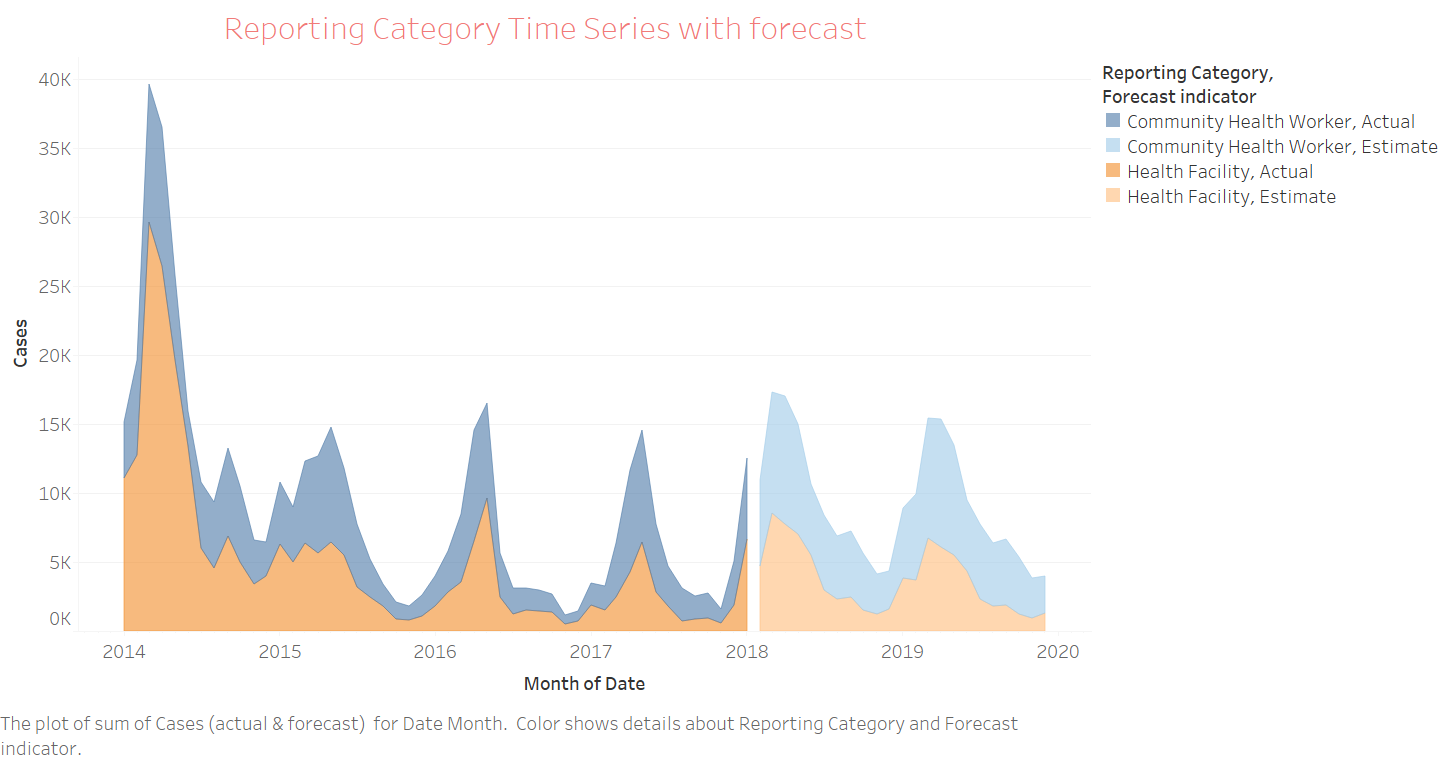 Reporting Category Time Series with forecast
Reporting Category,
Forecast indicator
Community Health Worker, Actual
Community Health Worker, Estimate
Health Facility, Actual
Health Facility, Estimate
40K
35K
30K
25K
20K
15K
10K
5K
0K
Cases
2014
2015
2016
2017
2018
2019
2020
Month of Date
The plot of sum of Cases (actual & forecast) for Date Month. Color shows details about Reporting Category and Forecast
indicator.